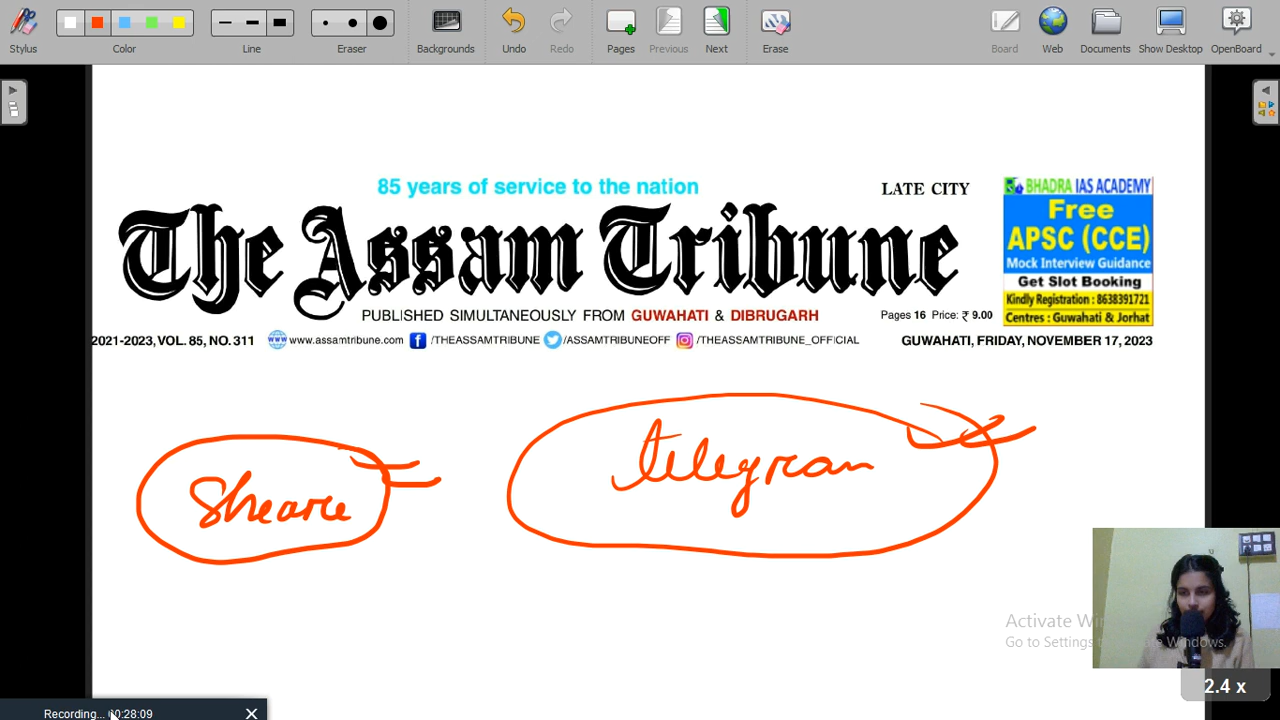 Stylus Color Line Eraser Backgrounds Undo Redo Pages Previous Next Erase Board Web Documents Show Desktop OpenBoard
85 years of service to the nation
LATE CITY
The Assam Tribune
PUBLISHED SIMULTANEOUSLY FROM GUWAHATI & DIBRUGARH
Pages 16 Price: ₹ 9.00
2021-2023, VOL. 85, NO. 311 www.assamtribune.com /THEASSAMTRIBUNE /ASSAMTRIBUNEOFF /THEASSAMTRIBUNE_OFFICIAL GUWAHATI, FRIDAY, NOVEMBER 17, 2023
BHADRA IAS ACADEMY
Free
APSC (CCE)
Mock Interview Guidance
Get Slot Booking
Kindly Registration : 8638391721
Centres : Guwahati & Jorhat
Sheare
telegram
Activate Wi
Go to Settings t ate Windows.
2.4 x
Recording... 00:28:09